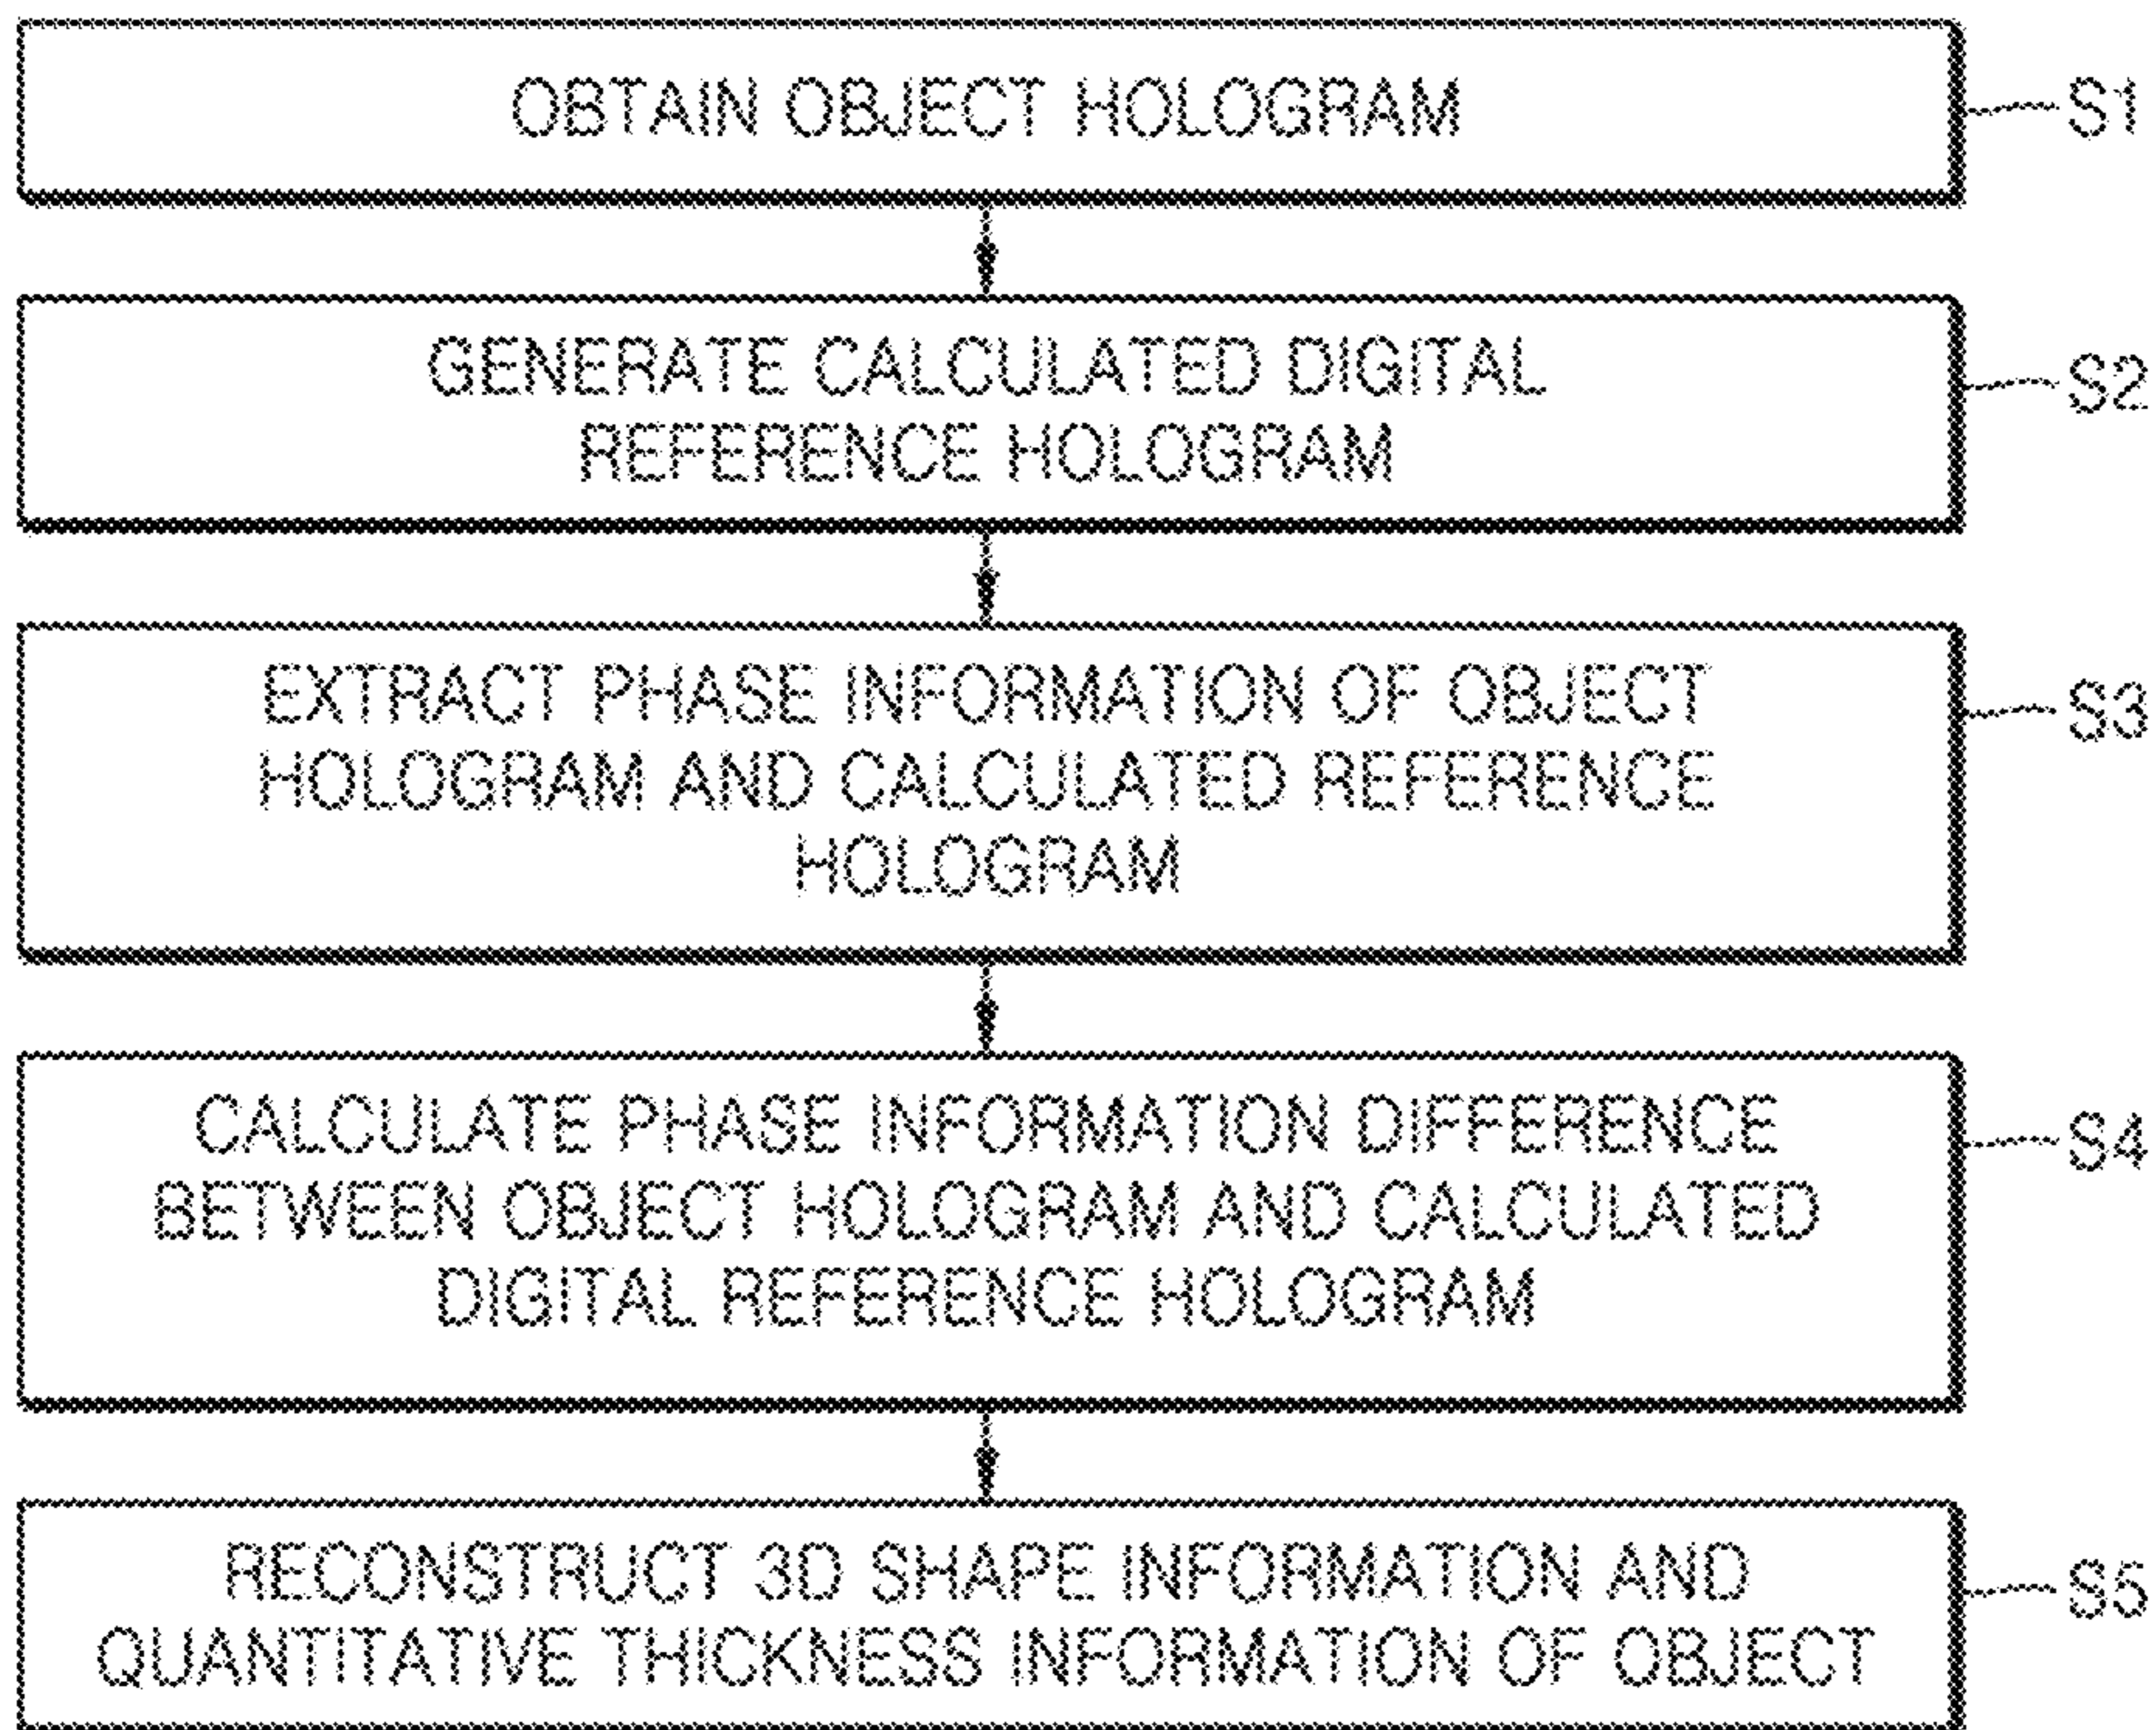 OBTAIN OBJECT HOLOGRAM
S1
GENERATE CALCULATED DIGITAL
REFERENCE HOLOGRAM
S2
EXTRACT PHASE INFORMATION OF OBJECT
HOLOGRAM AND CALCULATED REFERENCE
HOLOGRAM
S3
CALCULATE PHASE INFORMATION DIFFERENCE
BETWEEN OBJECT HOLOGRAM AND CALCULATED
DIGITAL REFERENCE HOLOGRAM
S4
RECONSTRUCT 3D SHAPE INFORMATION AND
QUANTITATIVE THICKNESS INFORMATION OF OBJECT
S5